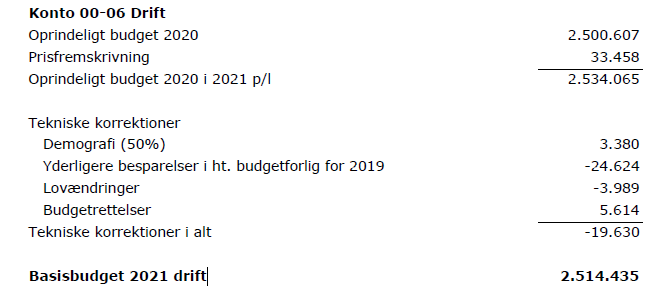 Konto 00-06 Drift
Oprindeligt budget 2020 2.500.607
Prisfremskrivning 33.458
Oprindeligt budget 2020 i 2021 p/l 2.534.065
Tekniske korrektioner
Demografi (50%) 3.380
Yderligere besparelser i ht. budgetforlig for 2019 -24.624
Lovændringer -3.989
Budgetrettelser 5.614
Tekniske korrektioner i alt -19.630
Basisbudget 2021 drift 2.514.435